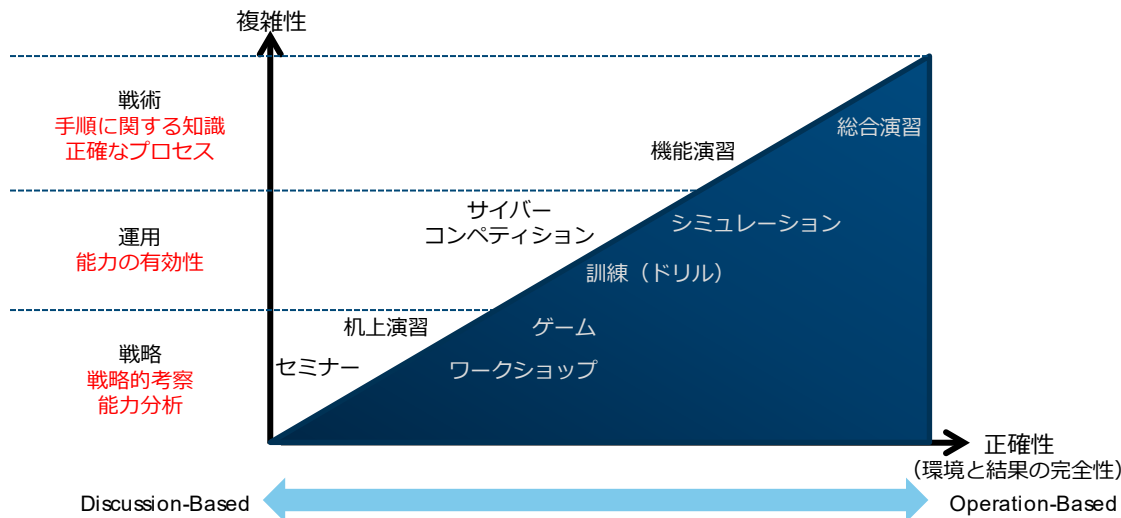 複雑性
戦術
手順に関する知識
正確なプロセス
総合演習
機能演習
サイバー
コンペティション
シミュレーション
運用
能力の有効性
訓練（ドリル）
机上演習
ゲーム
戦略
戦略的考察
能力分析
セミナー
ワークショップ
正確性
（環境と結果の完全性）
Discussion-Based
Operation-Based